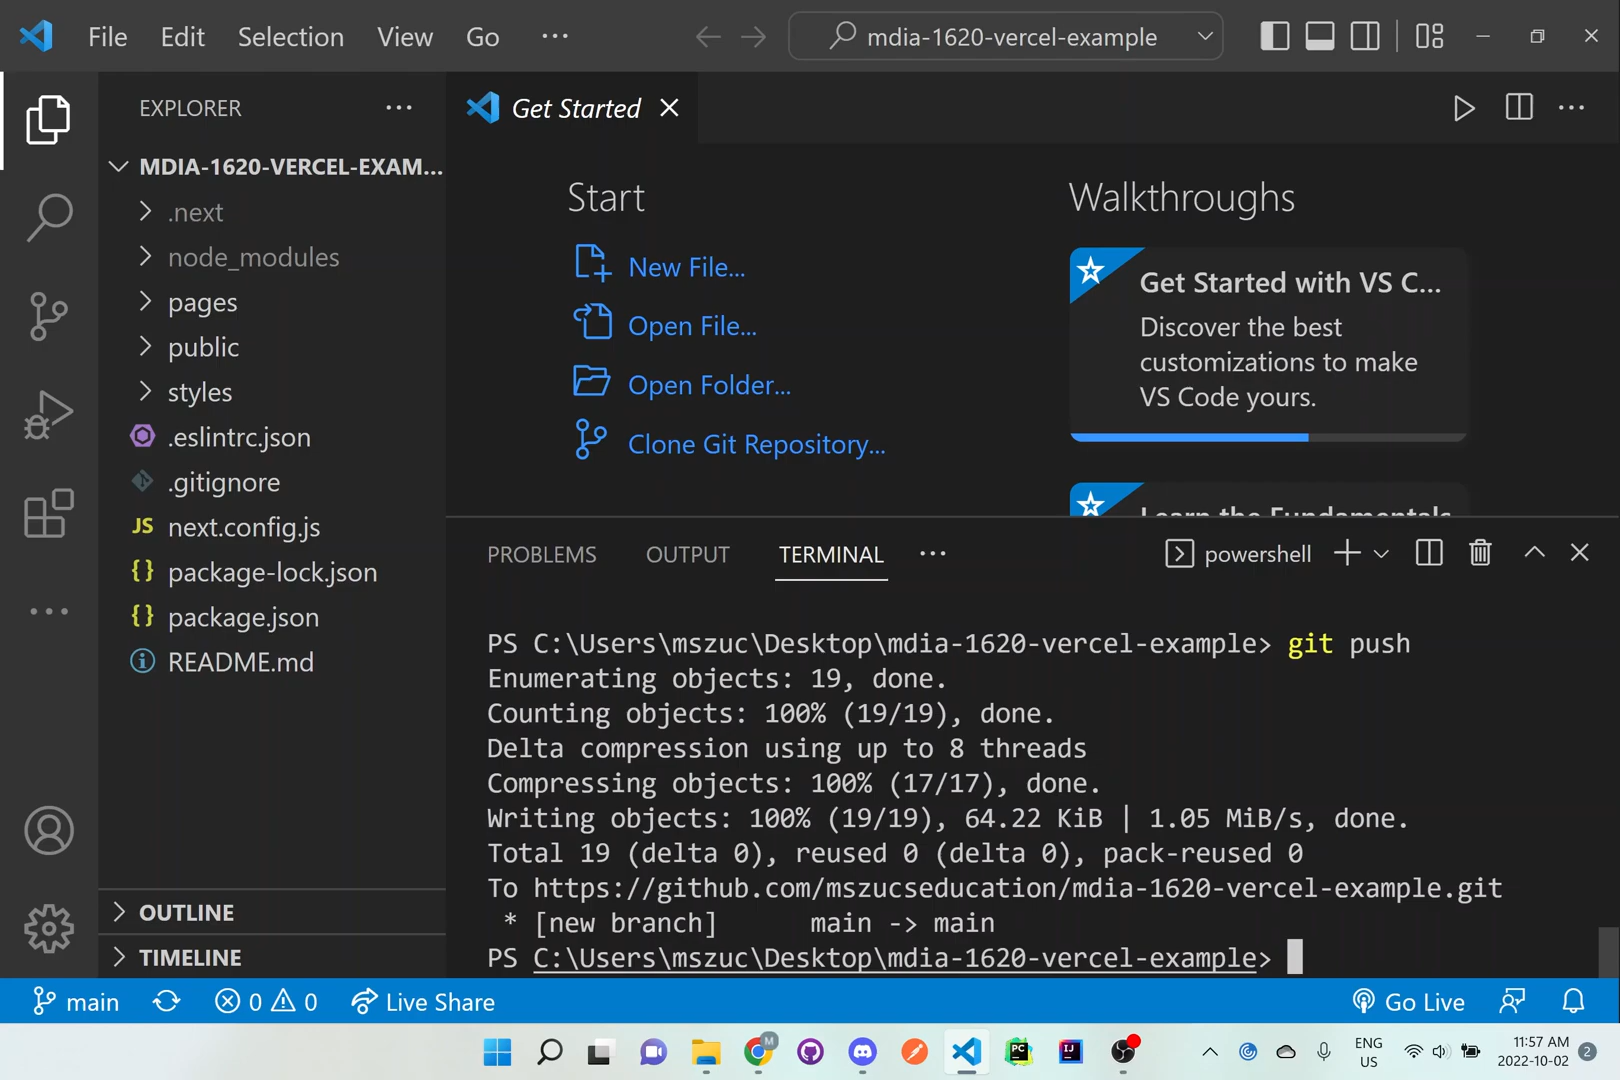 File Edit Selection View Go ···
mdia-1620-vercel-example
EXPLORER ···
Get Started
MDIA-1620-VERCEL-EXAM...
.next
node_modules
pages
public
styles
.eslintrc.json
.gitignore
JS next.config.js
{} package-lock.json
{} package.json
README.md
OUTLINE
TIMELINE
Start
New File...
Open File...
Open Folder...
Clone Git Repository...
Walkthroughs
Get Started with VS C...
Discover the best
customizations to make
VS Code yours.
Learn the Fundamentals
PROBLEMS OUTPUT TERMINAL ··· powershell
PS C:\Users\mszuc\Desktop\mdia-1620-vercel-example> git push
Enumerating objects: 19, done.
Counting objects: 100% (19/19), done.
Delta compression using up to 8 threads
Compressing objects: 100% (17/17), done.
Writing objects: 100% (19/19), 64.22 KiB | 1.05 MiB/s, done.
Total 19 (delta 0), reused 0 (delta 0), pack-reused 0
To https://github.com/mszucseducation/mdia-1620-vercel-example.git
* [new branch] main -> main
PS C:\Users\mszuc\Desktop\mdia-1620-vercel-example>
main 0 0 Live Share Go Live
M
PC
IJ
ENG
US
11:57 AM
2022-10-02
2